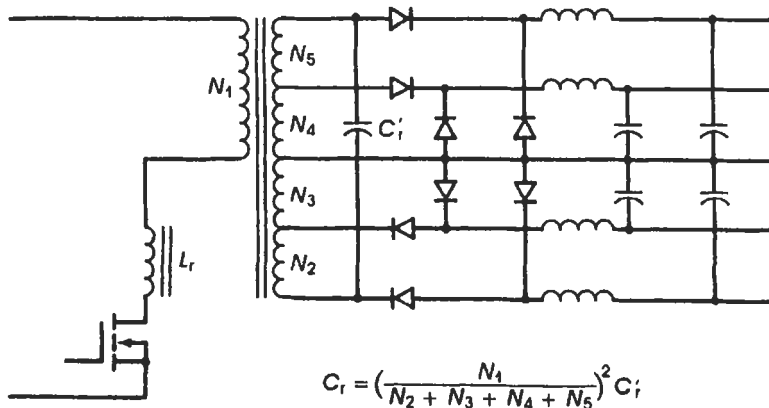 N₅
N₁
N₄
C′ᵣ
N₃
Lᵣ
N₂
Cᵣ = (N₁ / (N₂ + N₃ + N₄ + N₅))² C′ᵣ